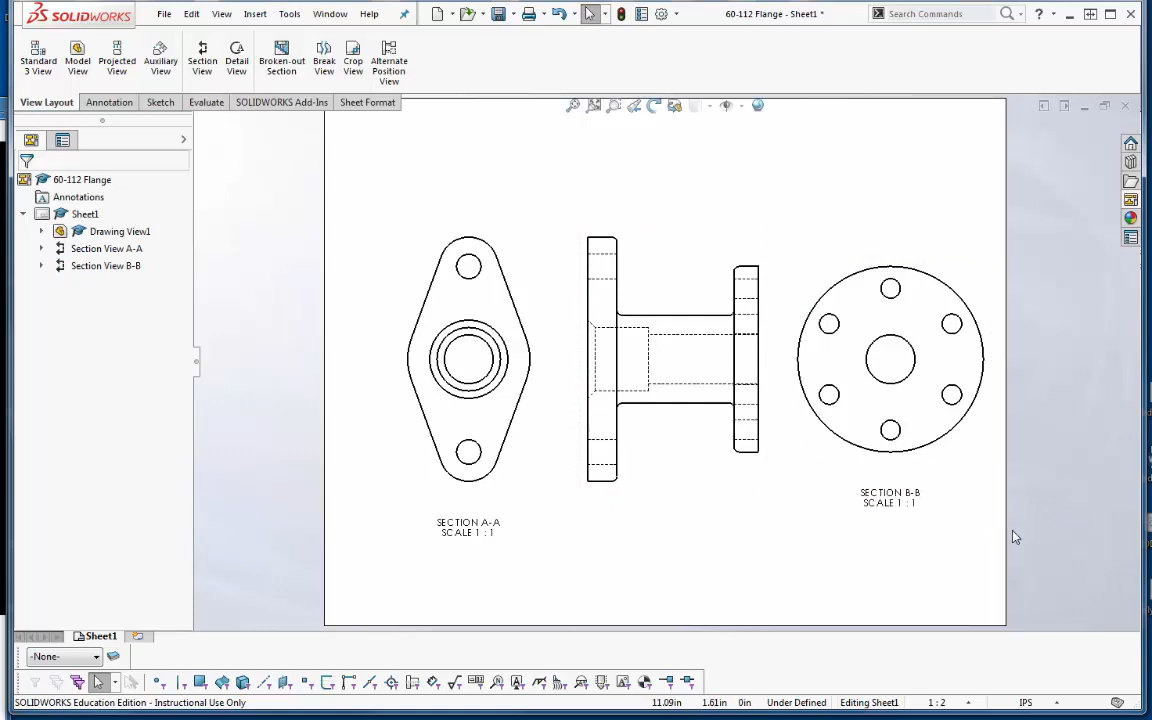 SOLIDWORKS File Edit View Insert Tools Window Help 60-112 Flange - Sheet1 * Search Commands ?
Standard 3 View
Model View
Projected View
Auxiliary View
Section View
Detail View
Broken-out Section
Break View
Crop View
Alternate Position View
View Layout Annotation Sketch Evaluate SOLIDWORKS Add-Ins Sheet Format
60-112 Flange
Annotations
Sheet1
Drawing View1
Section View A-A
Section View B-B
SECTION A-A
SCALE 1 : 1
SECTION B-B
SCALE 1 : 1
Sheet1
-None-
SOLIDWORKS Education Edition - Instructional Use Only 11.09in 1.61in 0in Under Defined Editing Sheet1 1 : 2 IPS